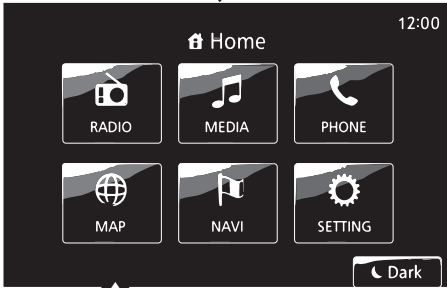 12:00
Home
RADIO
MEDIA
PHONE
MAP
NAVI
SETTING
Dark